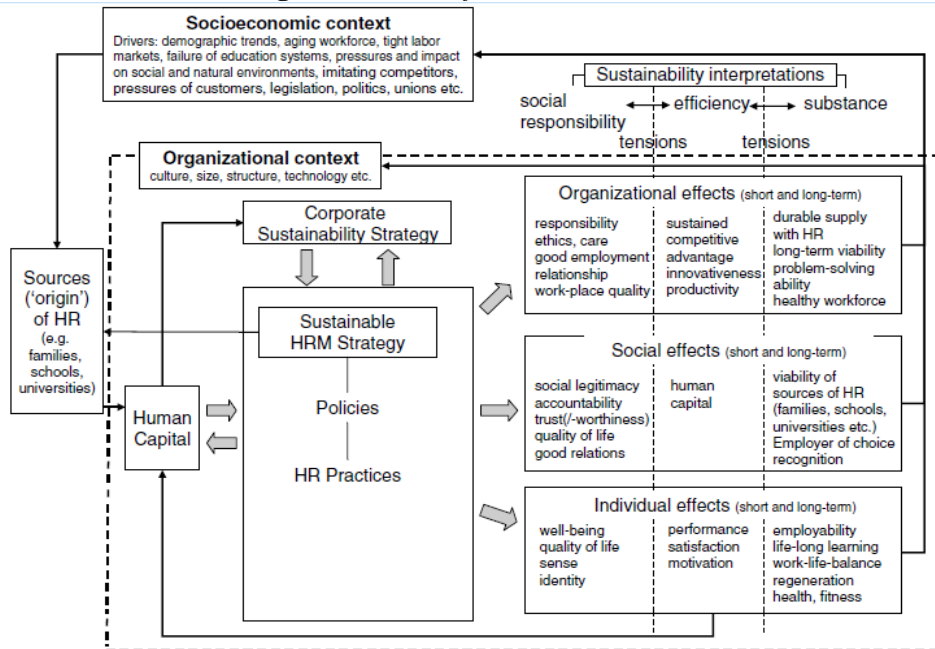 Socioeconomic context
Drivers: demographic trends, aging workforce, tight labor
markets, failure of education systems, pressures and impact
on social and natural environments, imitating competitors,
pressures of customers, legislation, politics, unions etc.
Sustainability interpretations
social
responsibility
efficiency
substance
tensions
tensions
Organizational context
culture, size, structure, technology etc.
Corporate
Sustainability Strategy
Sources
('origin')
of HR
(e.g.
families,
schools,
universities)
Human
Capital
Sustainable
HRM Strategy
Policies
HR Practices
Organizational effects (short and long-term)
responsibility
ethics, care
good employment
relationship
work-place quality
sustained
competitive
advantage
innovativeness
productivity
durable supply
with HR
long-term viability
problem-solving
ability
healthy workforce
Social effects (short and long-term)
social legitimacy
accountability
trust(/-worthiness)
quality of life
good relations
human
capital
viability of
sources of HR
(families, schools,
universities etc.)
Employer of choice
recognition
Individual effects (short and long-term)
well-being
quality of life
sense
identity
performance
satisfaction
motivation
employability
life-long learning
work-life-balance
regeneration
health, fitness